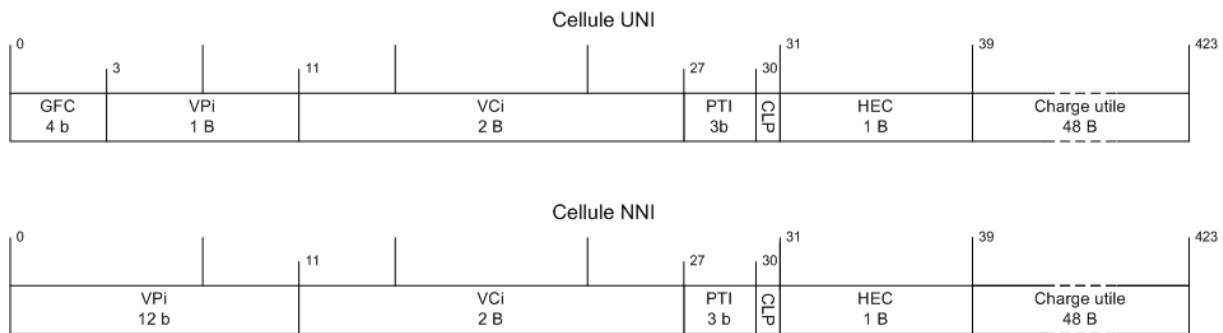 Cellule UNI
0 31 39 423
3 11 27 30
GFC VPi VCi PTI CLP HEC Charge utile
4 b 1 B 2 B 3b 1 B 48 B
Cellule NNI
0 31 39 423
11 27 30
VPi VCi PTI CLP HEC Charge utile
12 b 2 B 3 b 1 B 48 B